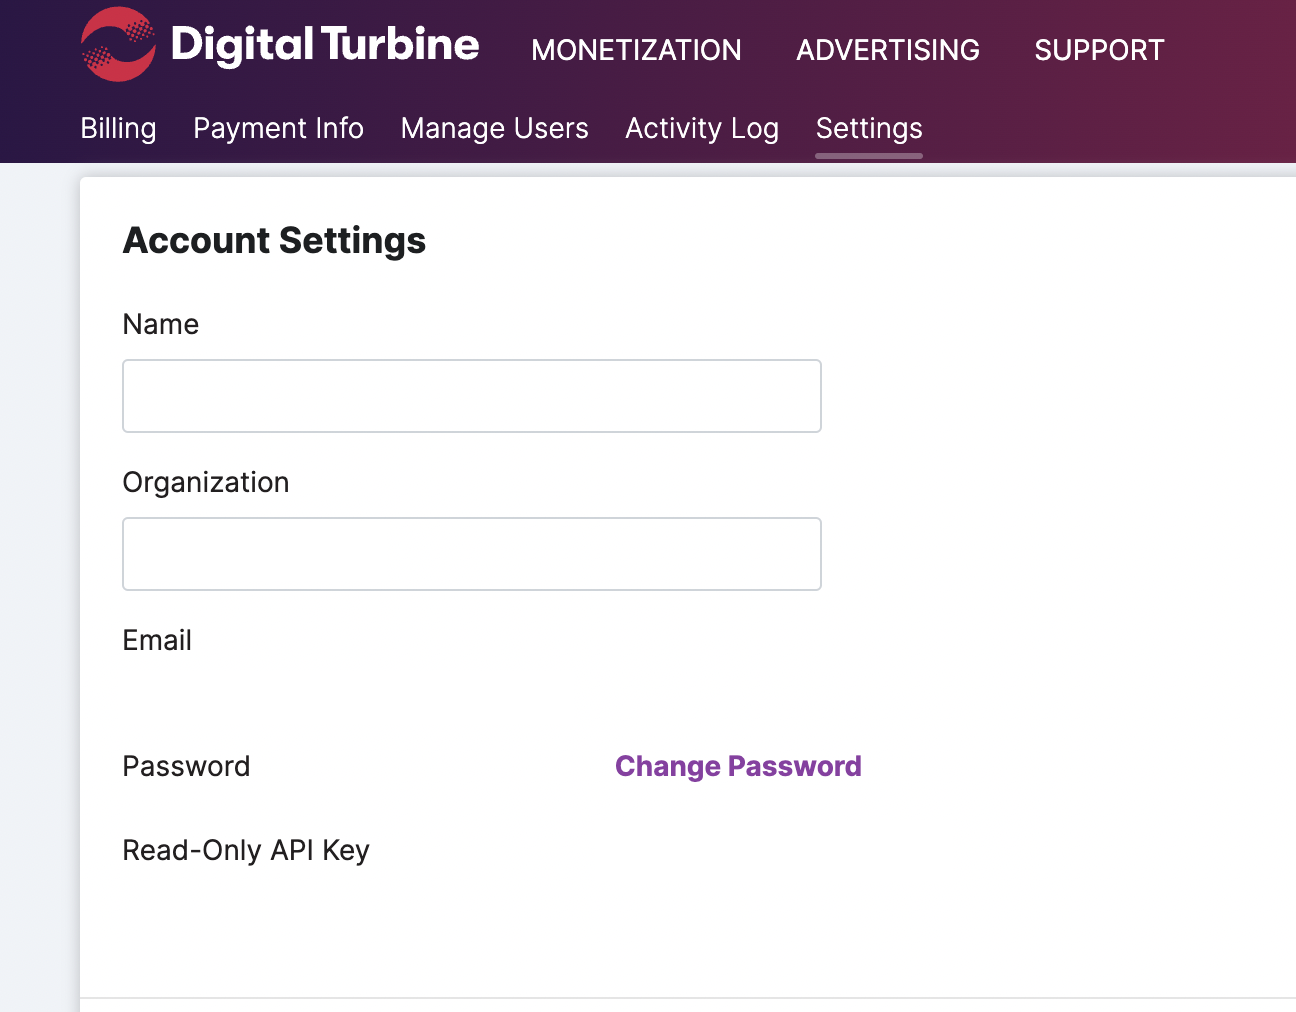 Digital Turbine MONETIZATION ADVERTISING SUPPORT
Billing Payment Info Manage Users Activity Log Settings
Account Settings
Name
Organization
Email
Password Change Password
Read-Only API Key